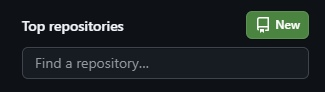 Top repositories
New
Find a repository...